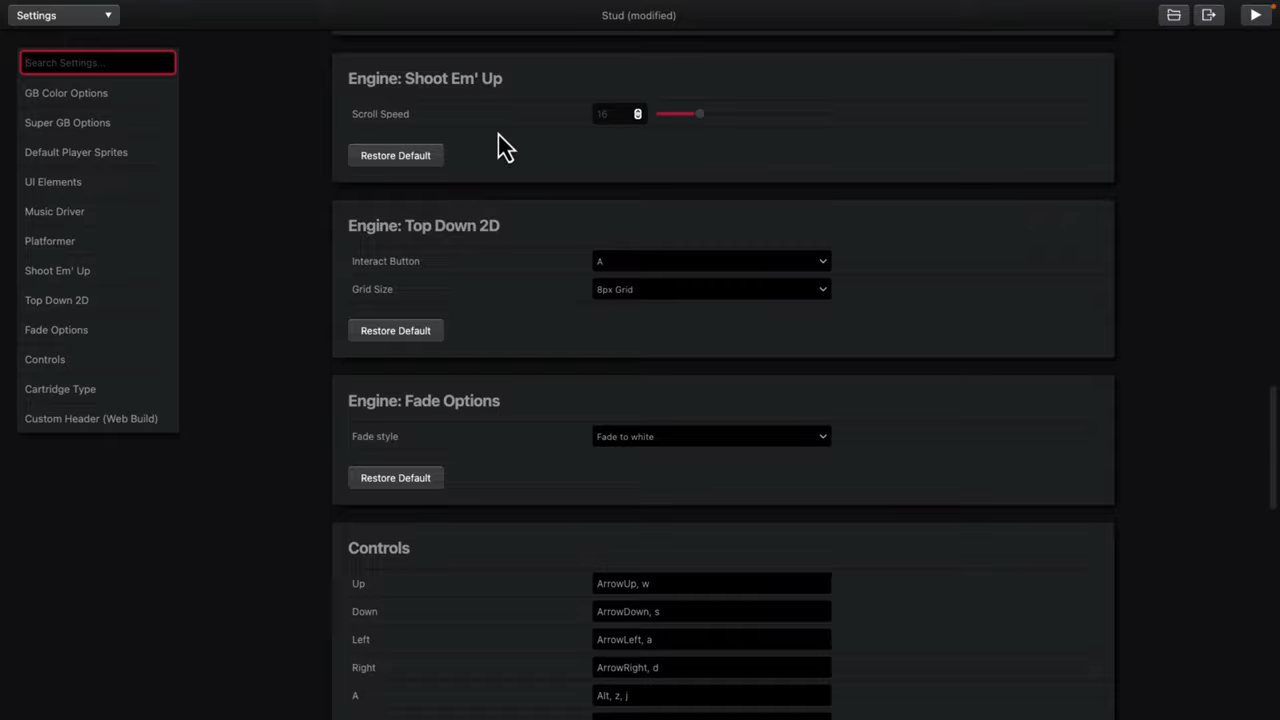 Settings
Stud (modified)
Search Settings...
GB Color Options
Super GB Options
Default Player Sprites
UI Elements
Music Driver
Platformer
Shoot Em' Up
Top Down 2D
Fade Options
Controls
Cartridge Type
Custom Header (Web Build)
Engine: Shoot Em' Up
Scroll Speed 16
Restore Default
Engine: Top Down 2D
Interact Button A
Grid Size 8px Grid
Restore Default
Engine: Fade Options
Fade style Fade to white
Restore Default
Controls
Up ArrowUp, w
Down ArrowDown, s
Left ArrowLeft, a
Right ArrowRight, d
A Alt, z, j